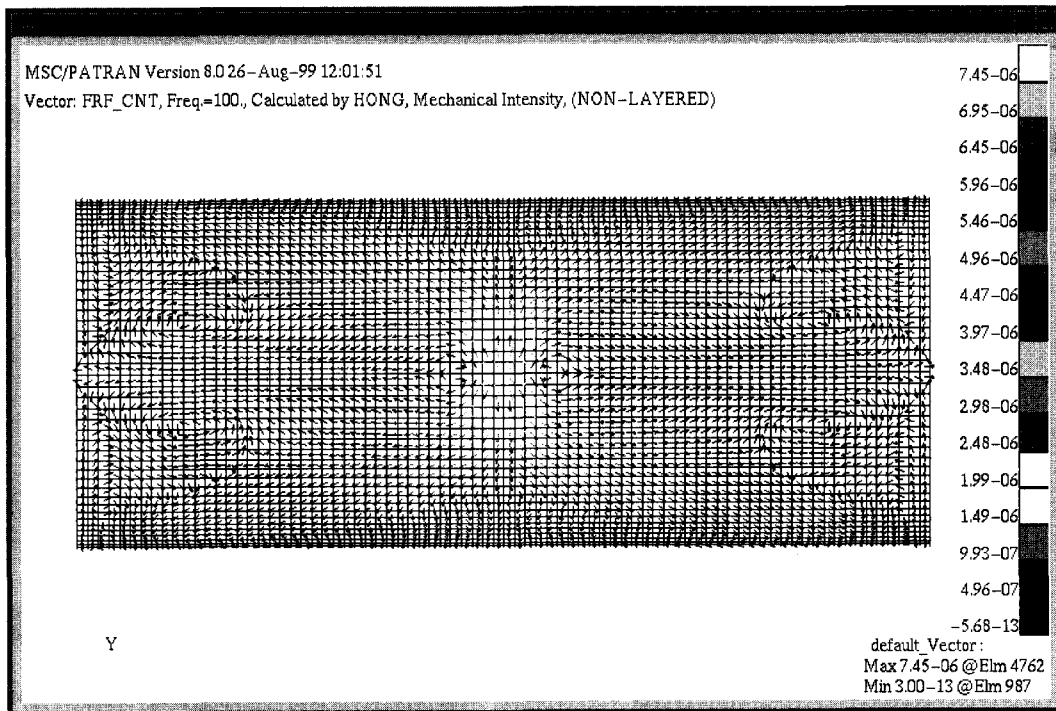 MSC/PATRAN Version 8.0 26-Aug-99 12:01:51
Vector: FRF_CNT, Freq.=100., Calculated by HONG, Mechanical Intensity, (NON-LAYERED)
7.45-06
6.95-06
6.45-06
5.96-06
5.46-06
4.96-06
4.47-06
3.97-06
3.48-06
2.98-06
2.48-06
1.99-06
1.49-06
9.93-07
4.96-07
-5.68-13
Y
default_Vector :
Max 7.45-06 @Elm 4762
Min 3.00-13 @Elm 987